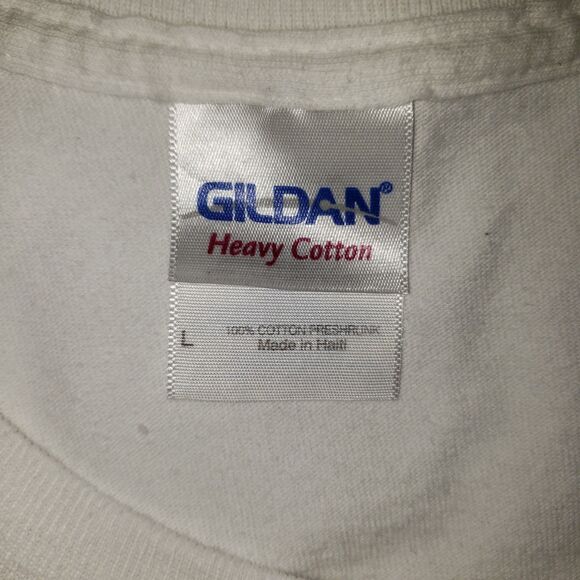 GILDAN®
Heavy Cotton
L
100% COTTON PRESHRUNK
Made in Haiti